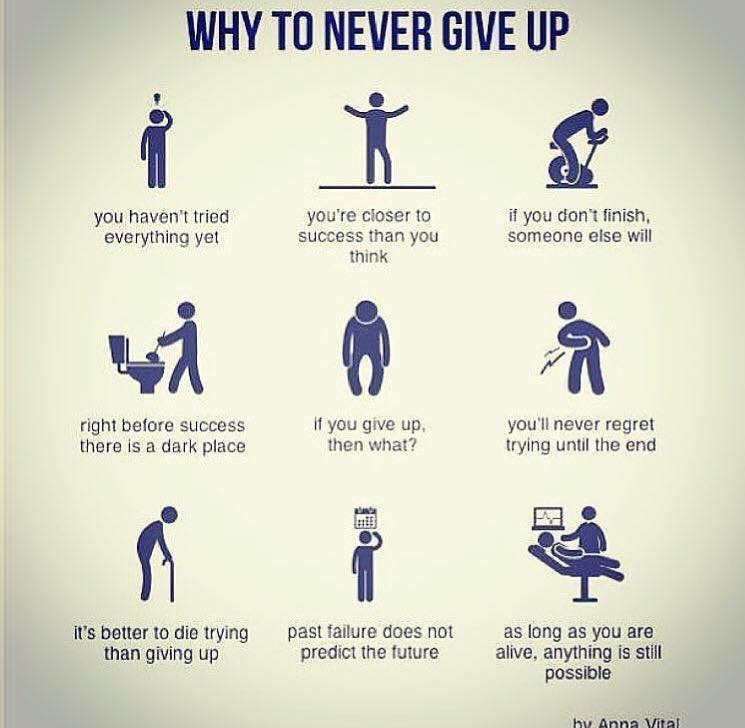 WHY TO NEVER GIVE UP
you haven't tried
everything yet
you're closer to
success than you
think
if you don't finish,
someone else will
right before success
there is a dark place
if you give up,
then what?
you'll never regret
trying until the end
it's better to die trying
than giving up
past failure does not
predict the future
as long as you are
alive, anything is still
possible
by Anna Vital